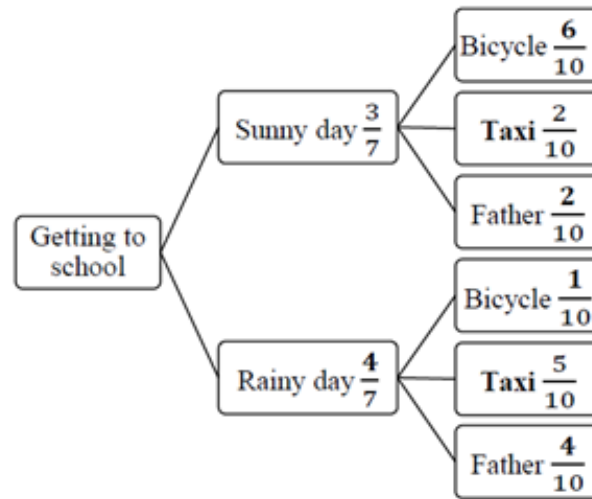 Getting to
school
Sunny day 3/7
Bicycle 6/10
Taxi 2/10
Father 2/10
Rainy day 4/7
Bicycle 1/10
Taxi 5/10
Father 4/10